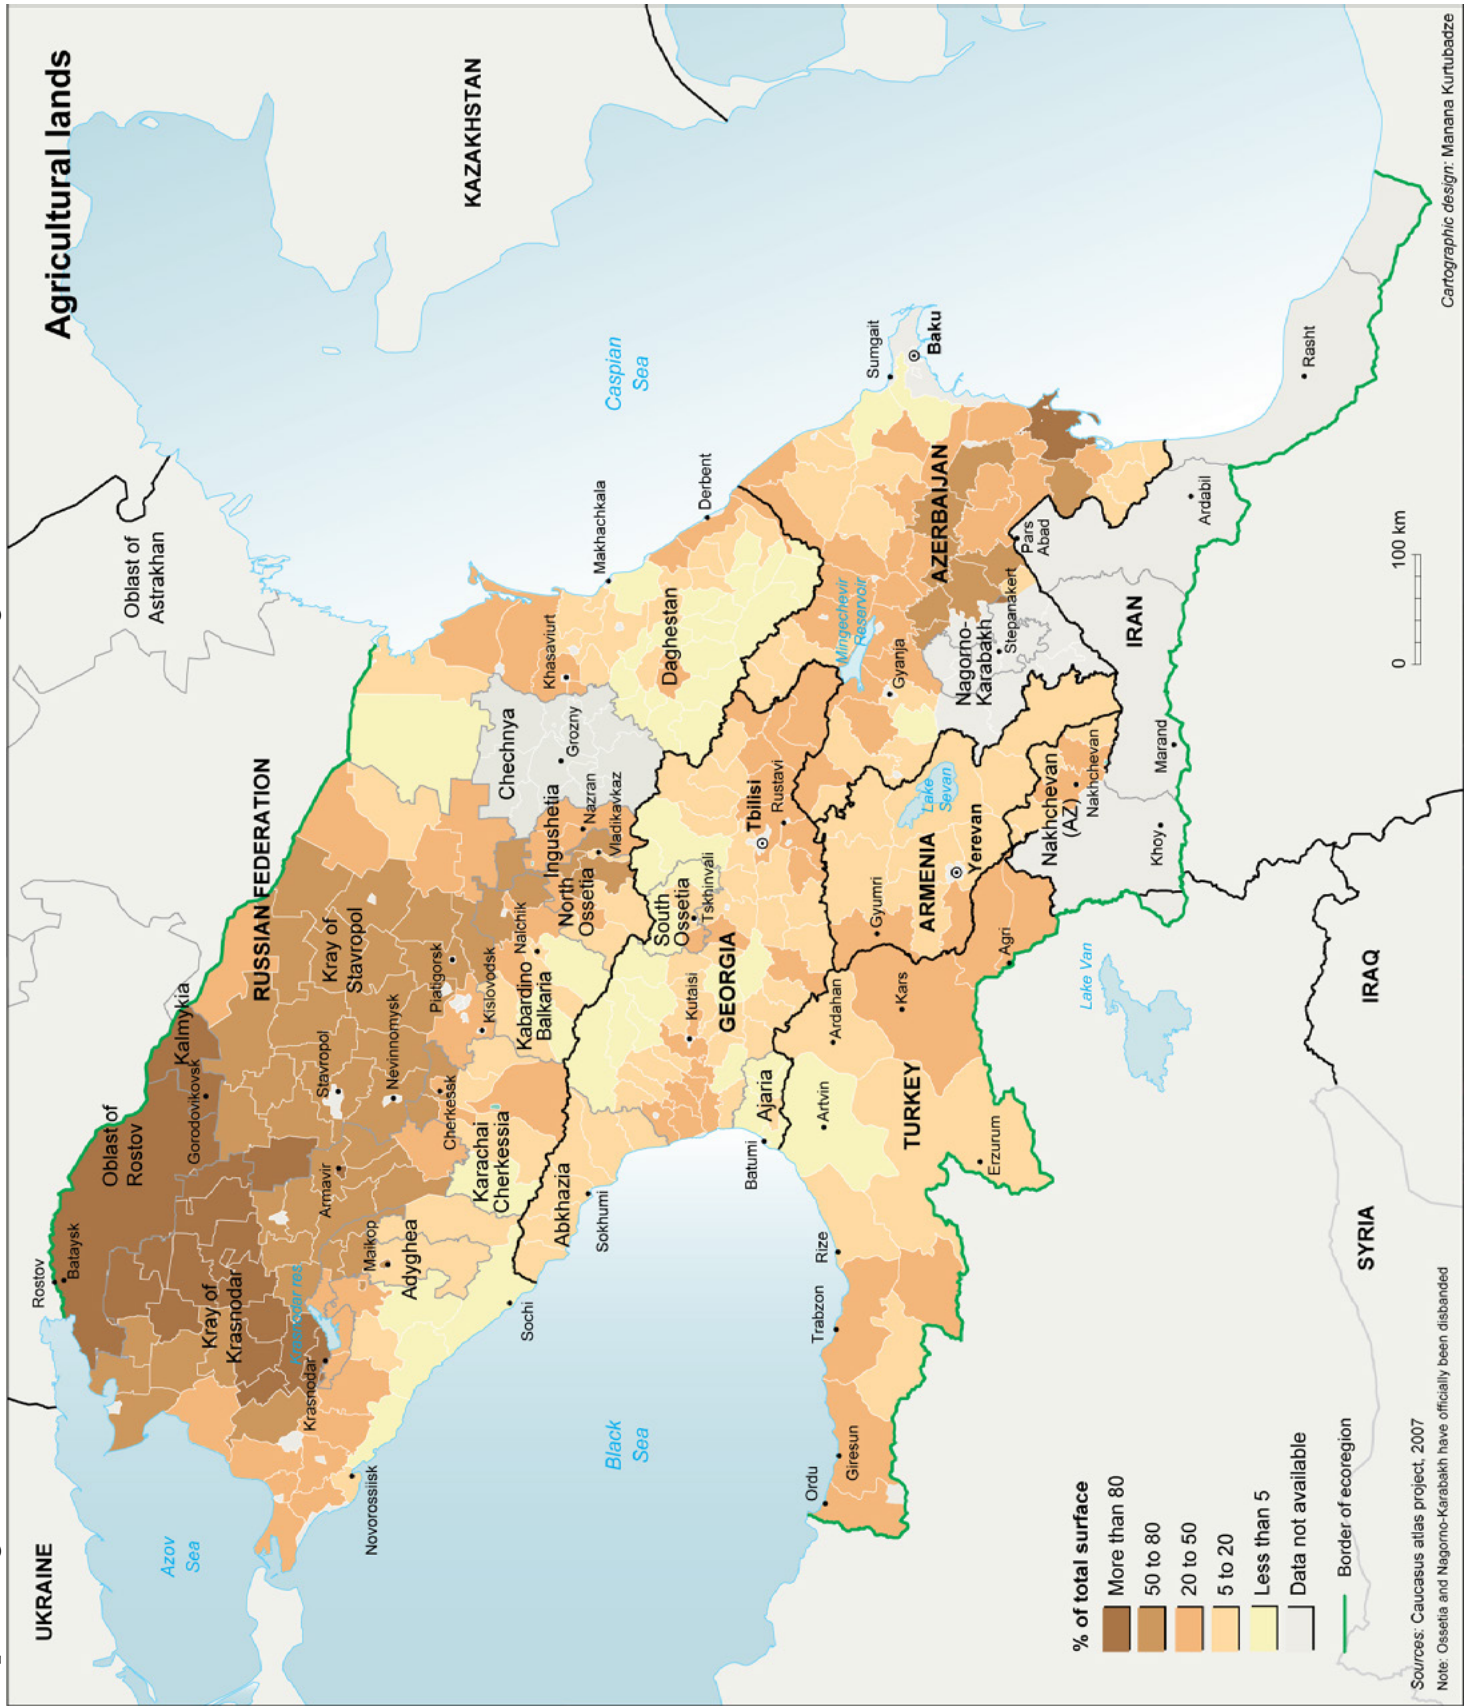 Agricultural lands
UKRAINE
RUSSIAN FEDERATION
KAZAKHSTAN
Oblast of
Astrakhan
Oblast of
Rostov
Kalmykia
Rostov
Bataysk
Gorodovikovsk
Azov
Sea
Kray of
Krasnodar
Krasnodar res
Krasnodar
Novorossiisk
Kray of
Stavropol
Stavropol
Nevinnomysk
Armavir
Maikop
Adyghea
Piatigorsk
Kislovodsk
Cherkessk
Karachai
Cherkessia
Nalchik
Kabardino
Balkaria
North
Ossetia
Ingushetia
Nazran
Vladikavkaz
Chechnya
Grozny
Khasaviurt
Makhachkala
Daghestan
Derbent
Caspian
Sea
Sochi
Abkhazia
Sokhumi
Black
Sea
South
Ossetia
Tskhinvali
Kutaisi
GEORGIA
Tbilisi
Rustavi
Ajaria
Batumi
Mingechevir
Reservoir
Gyanja
AZERBAIJAN
Sumgait
Baku
Nagorno-
Karabakh
Stepanakert
Pars
Abad
Ardabil
Rasht
IRAN
Marand
Khoy
Nakhchevan
(AZ)
Nakhchevan
Lake
Sevan
ARMENIA
Yerevan
Gyumri
Ardahan
Kars
Agri
Artvin
TURKEY
Erzurum
Rize
Trabzon
Giresun
Ordu
Lake Van
IRAQ
SYRIA
0 100 km
% of total surface
More than 80
50 to 80
20 to 50
5 to 20
Less than 5
Data not available
Border of ecoregion
Sources: Caucasus atlas project, 2007
Note: Ossetia and Nagorno-Karabakh have officially been disbanded
Cartographic design: Manana Kurtubadze